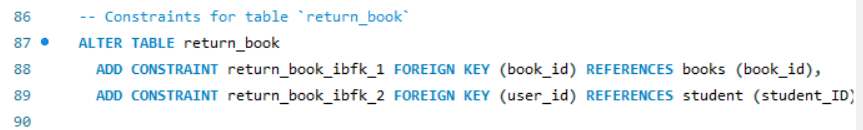 86 -- Constraints for table `return_book`
87 ALTER TABLE return_book
88 ADD CONSTRAINT return_book_ibfk_1 FOREIGN KEY (book_id) REFERENCES books (book_id),
89 ADD CONSTRAINT return_book_ibfk_2 FOREIGN KEY (user_id) REFERENCES student (student_ID)
90